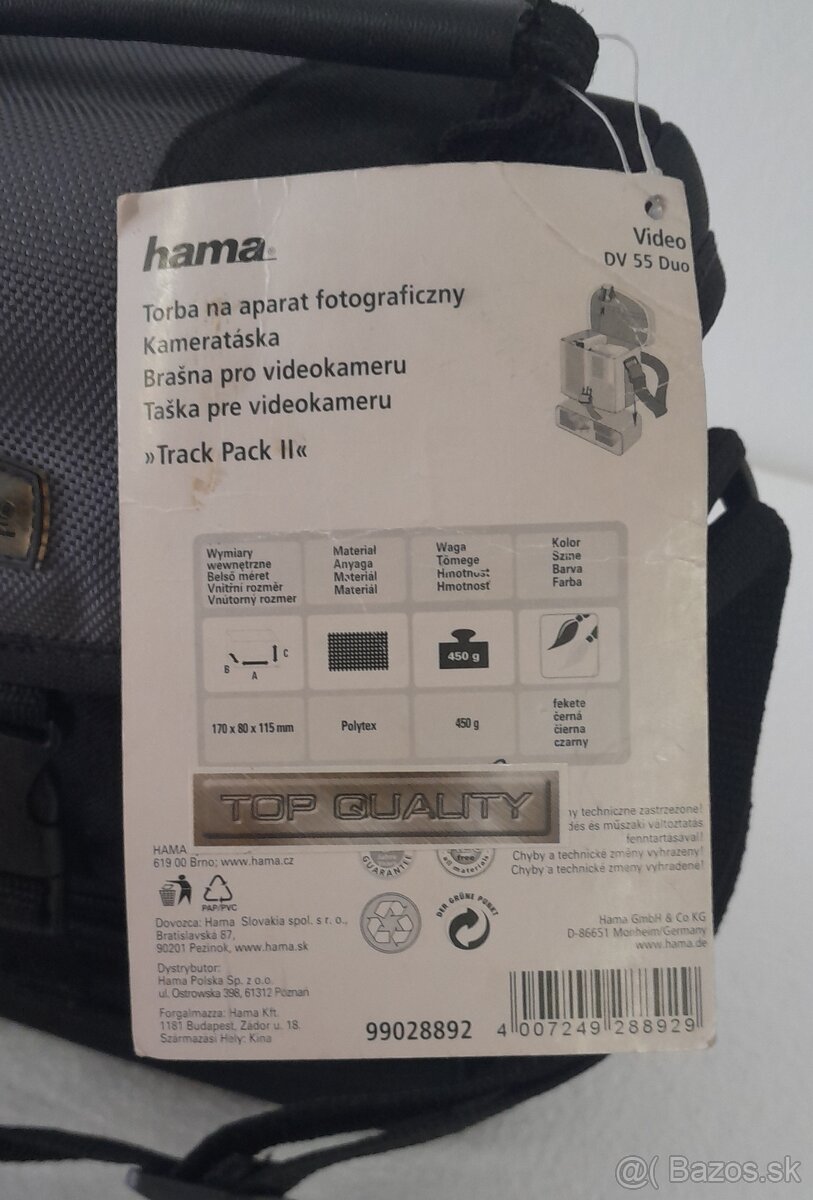 hama®
Video
DV 55 Duo
Torba na aparat fotograficzny
Kameratáska
Brašna pro videokameru
Taška pre videokameru
»Track Pack II«
Wymiary
wewnętrzne
Belső méret
Vnitřní rozměr
Vnútorný rozmer
Materiał
Anyaga
Materiál
Materiál
Waga
Tömege
Hmotnost
Hmotnosť
Kolor
Színe
Barva
Farba
B
A
C
450 g
170 x 80 x 115 mm
Polytex
450 g
fekete
černá
čierna
czarny
TOP QUALITY
ny techniczne zastrzeżone!
dés és műszaki változtatás
fenntartásával!
Chyby a technické změny vyhrazeny!
Chyby a technické zmeny vyhradené!
HAMA
619 00 Brno; www.hama.cz
GUARANTEE
free
all materials
PAP/PVC
DER GRÜNE PUNKT
Dovozca: Hama Slovakia spol. s r. o.,
Bratislavská 87,
90201 Pezinok, www.hama.sk
Dystrybutor:
Hama Polska Sp. z o.o.
ul. Ostrowska 398, 61312 Poznań
Forgalmazza: Hama Kft.
1181 Budapest, Zádor u. 18.
Származási Hely: Kína
Hama GmbH & Co KG
D-86651 Monheim/Germany
www.hama.de
99028892
4 007249 288929
@( Bazos.sk